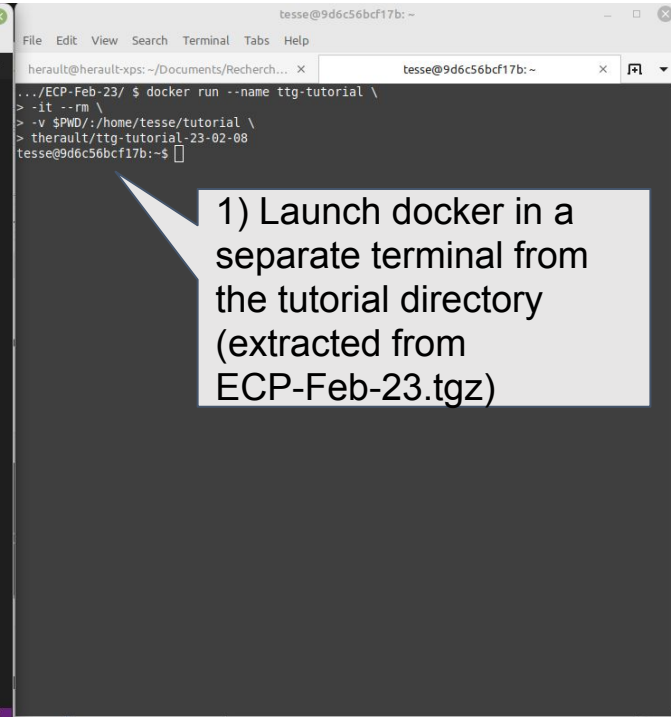 tesse@9d6c56bcf17b: ~
File Edit View Search Terminal Tabs Help
herault@herault-xps: ~/Documents/Recherch... × tesse@9d6c56bcf17b: ~ ×
.../ECP-Feb-23/ $ docker run --name ttg-tutorial \
> -it --rm \
> -v $PWD/:/home/tesse/tutorial \
> therault/ttg-tutorial-23-02-08
tesse@9d6c56bcf17b:~$
1) Launch docker in a
separate terminal from
the tutorial directory
(extracted from
ECP-Feb-23.tgz)